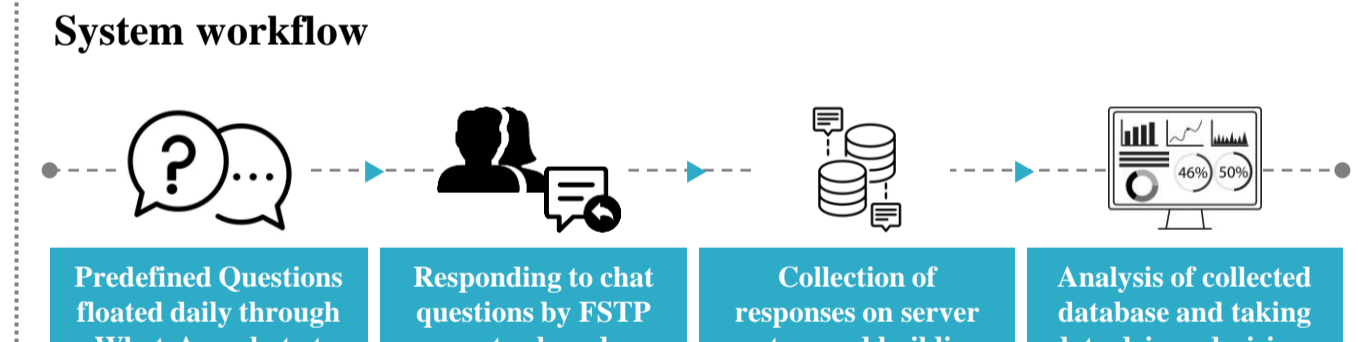 System workflow
?
46% 50%
Predefined Questions
floated daily through
Responding to chat
questions by FSTP
Collection of
responses on server
Analysis of collected
database and taking